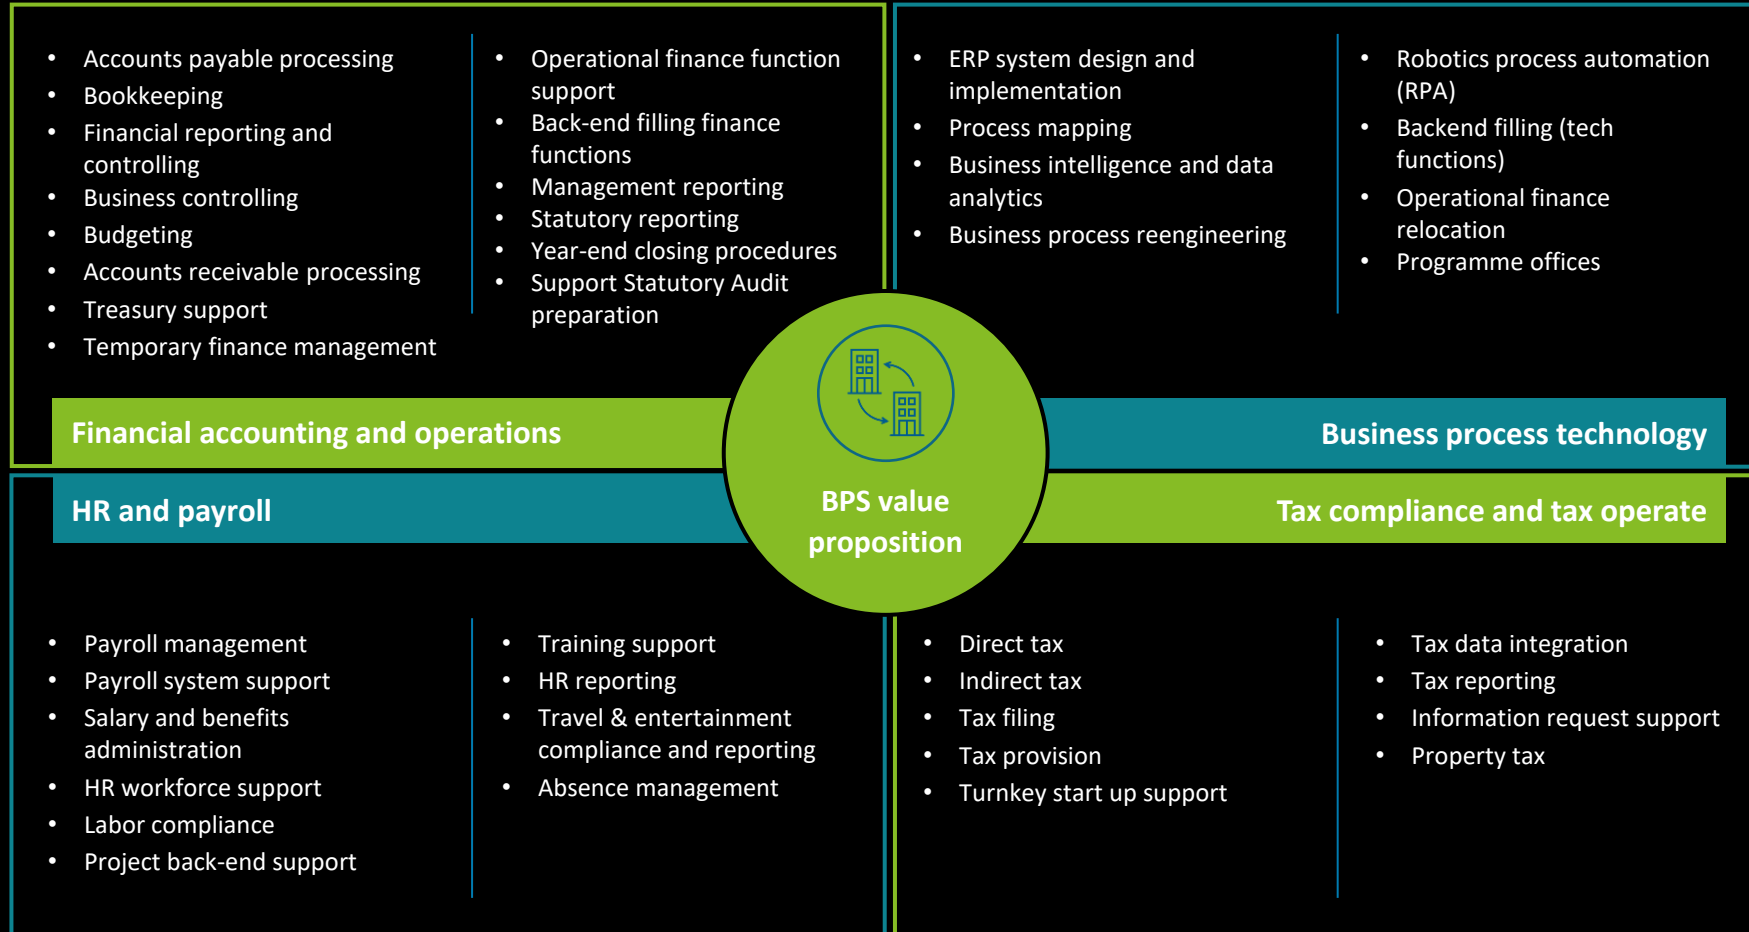 • Accounts payable processing
• Bookkeeping
• Financial reporting and
controlling
• Business controlling
• Budgeting
• Accounts receivable processing
• Treasury support
• Temporary finance management
• Operational finance function
support
• Back-end filling finance
functions
• Management reporting
• Statutory reporting
• Year-end closing procedures
• Support Statutory Audit
preparation
Financial accounting and operations
• ERP system design and
implementation
• Process mapping
• Business intelligence and data
analytics
• Business process reengineering
• Robotics process automation
(RPA)
• Backend filling (tech
functions)
• Operational finance
relocation
• Programme offices
Business process technology
BPS value
proposition
HR and payroll
• Payroll management
• Payroll system support
• Salary and benefits
administration
• HR workforce support
• Labor compliance
• Project back-end support
• Training support
• HR reporting
• Travel & entertainment
compliance and reporting
• Absence management
Tax compliance and tax operate
• Direct tax
• Indirect tax
• Tax filing
• Tax provision
• Turnkey start up support
• Tax data integration
• Tax reporting
• Information request support
• Property tax